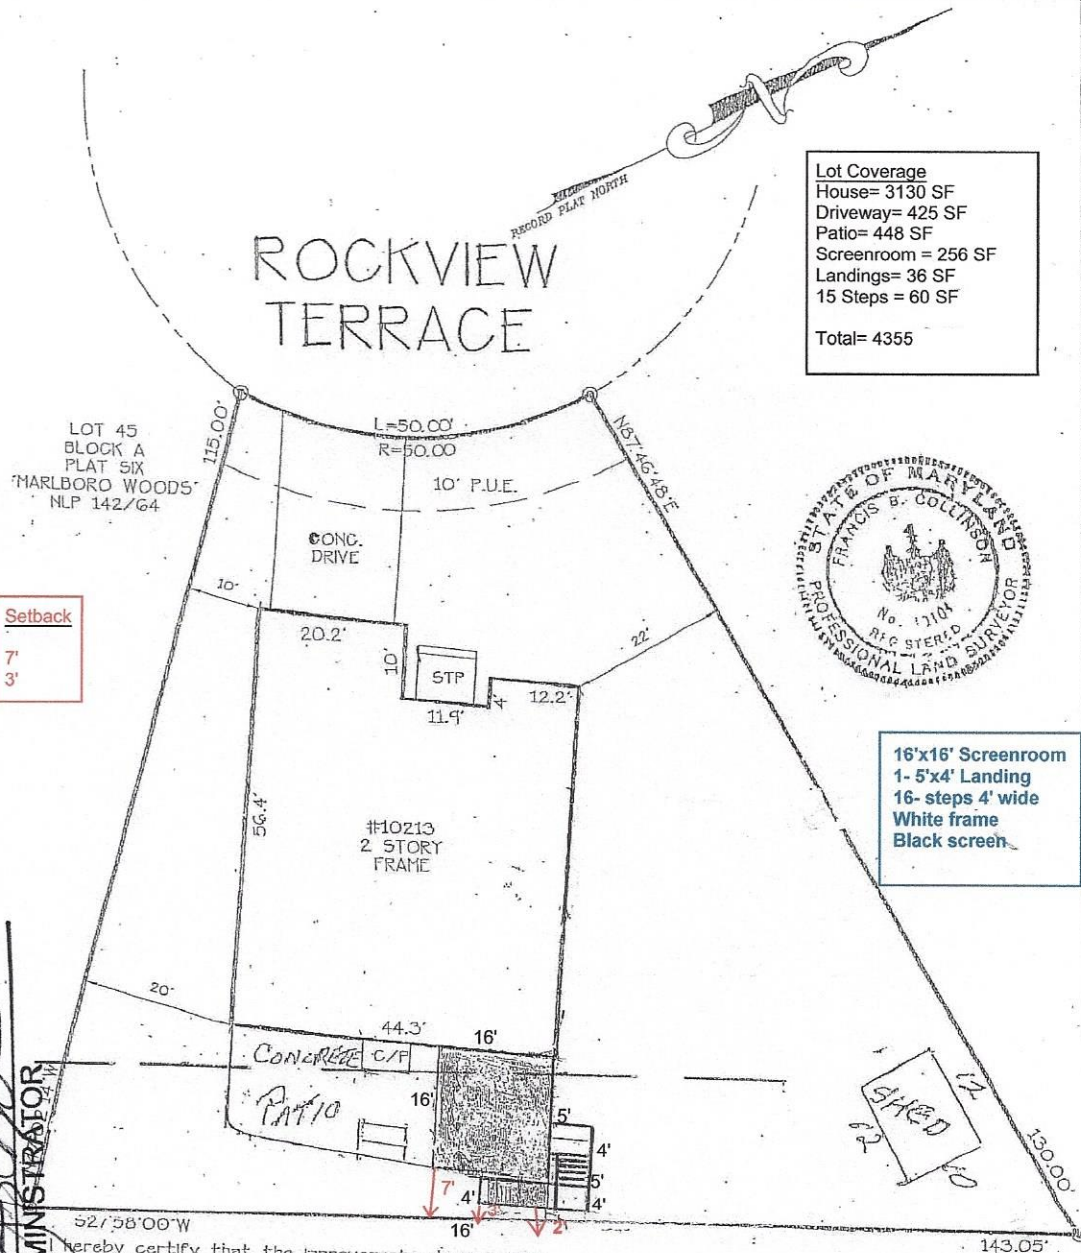 RECORD PLAT NORTH
Lot Coverage
House= 3130 SF
Driveway= 425 SF
Patio= 448 SF
Screenroom = 256 SF
Landings= 36 SF
15 Steps = 60 SF
Total= 4355
ROCKVIEW
TERRACE
LOT 45
BLOCK A
PLAT SIX
"MARLBORO WOODS"
NLP 142/64
115.00'
L=50.00'
R=50.00
N87°46'48"E
10' P.U.E.
CONC.
DRIVE
STATE OF MARYLAND
FRANCIS B. COLLINSON
No.
REGISTERED
PROFESSIONAL LAND SURVEYOR
Setback
7'
3'
10'
20.2'
10'
STP
11.9'
4'
12.2'
22'
16'x16' Screenroom
1- 5'x4' Landing
16- steps 4' wide
White frame
Black screen
56.4'
#10213
2 STORY
FRAME
20'
44.3'
16'
CONCRETE
C/P
PATIO
16'
5'
4'
5'
4'
7'
4'
3'
2'
16'
SHED
12
10
130.00'
MINISTRATOR
S27°58'00"W
143.05'
I hereby certify that the improvements